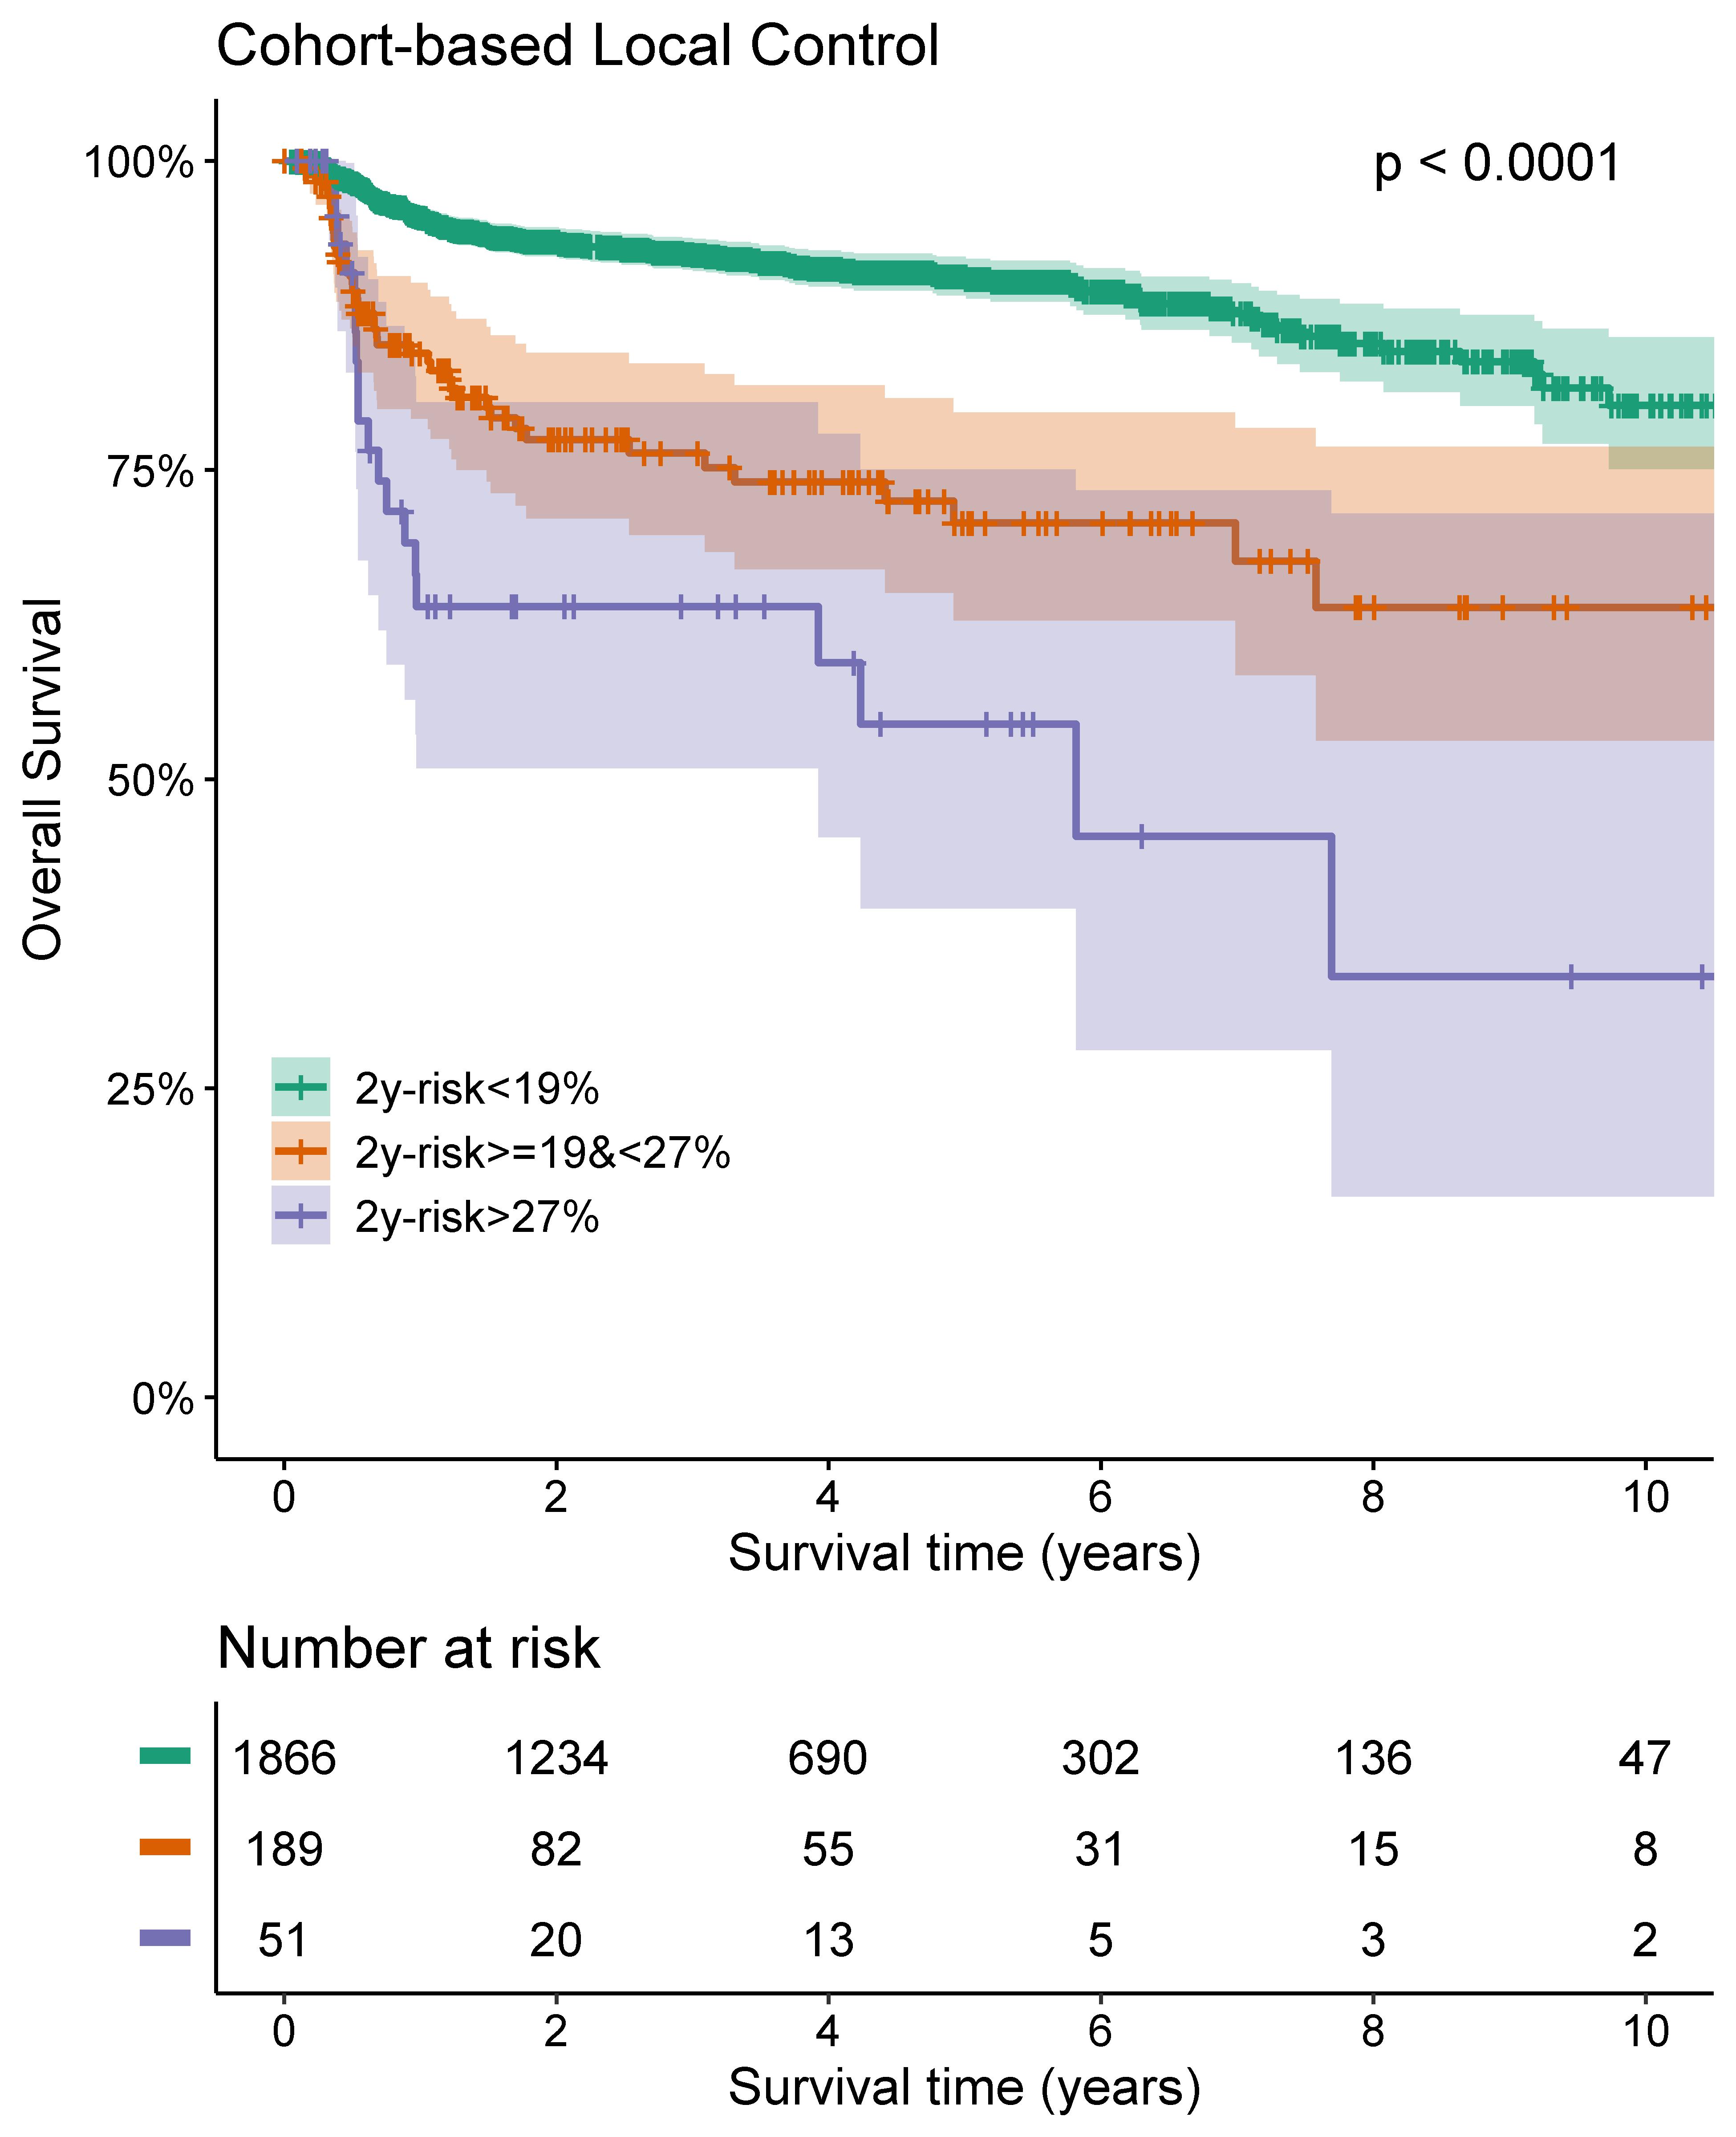 Cohort-based Local Control
p < 0.0001
Overall Survival
100%
75%
50%
25%
0%
2y-risk<19%
2y-risk>=19&<27%
2y-risk>27%
0 2 4 6 8 10
Survival time (years)
Number at risk
1866 1234 690 302 136 47
189 82 55 31 15 8
51 20 13 5 3 2
0 2 4 6 8 10
Survival time (years)